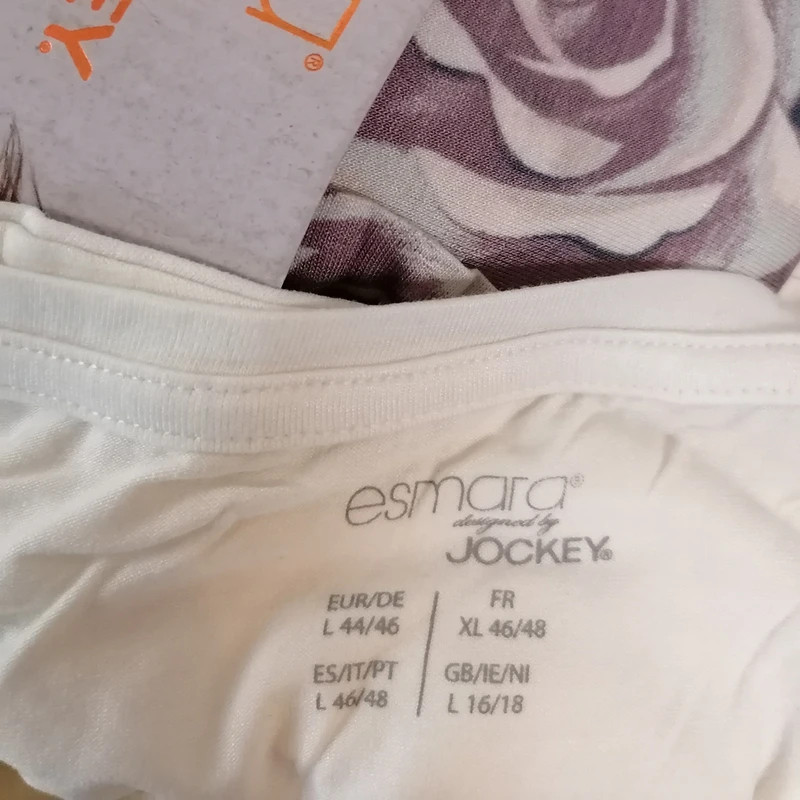 esmara®
designed by
JOCKEY®
EUR/DE
L 44/46
FR
XL 46/48
ES/IT/PT
L 46/48
GB/IE/NI
L 16/18